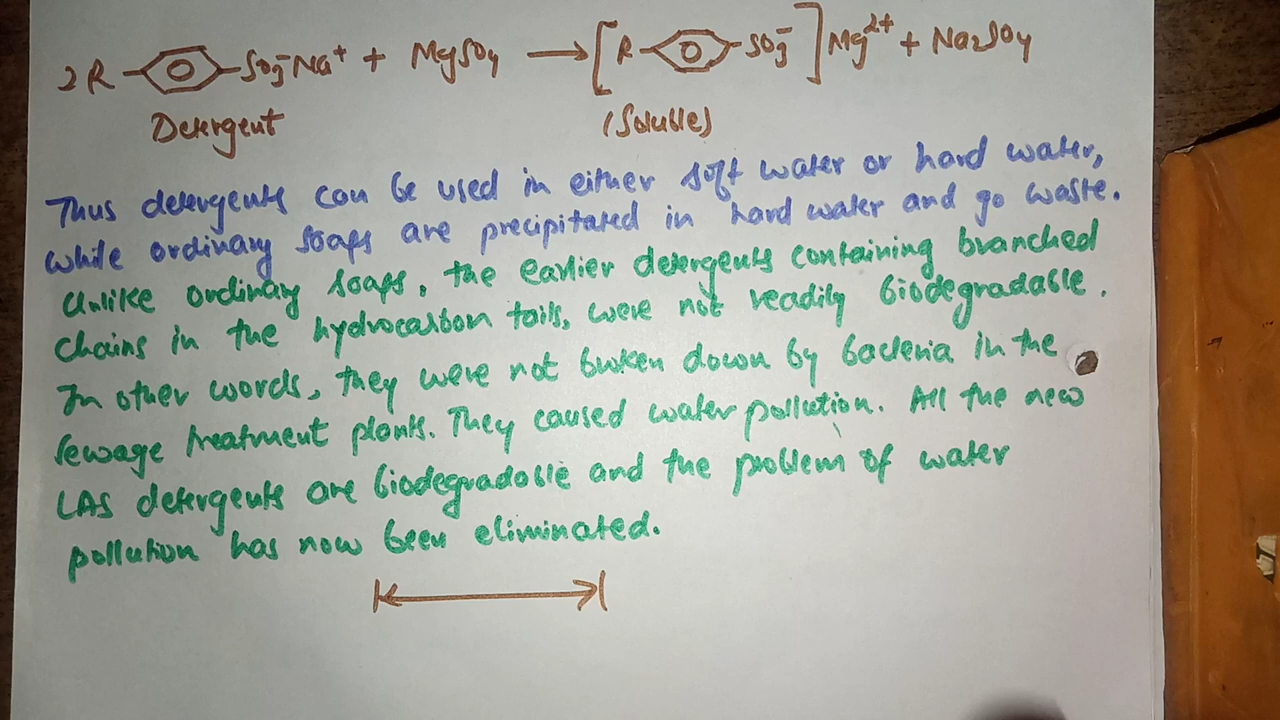 2R-⌬-SO3⁻Na⁺ + MgSO4 ⟶ [R-⌬-SO3⁻]Mg²⁺ + Na2SO4
Detergent (Soluble)
Thus detergents can be used in either soft water or hard water,
while ordinary soaps are precipitated in hard water and go waste.
Unlike ordinary soaps, the earlier detergents containing branched
chains in the hydrocarbon tails, were not readily biodegradable.
In other words, they were not broken down by bacteria in the
sewage treatment plants. They caused water pollution. All the new
LAS detergents are biodegradable and the problem of water
pollution has now been eliminated.